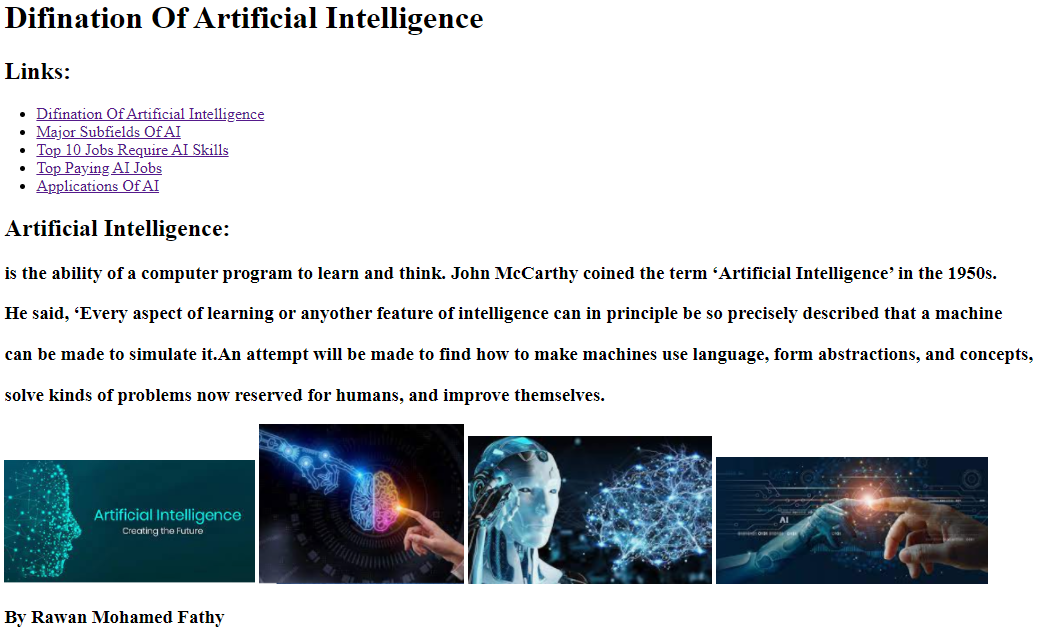 Difination Of Artificial Intelligence
Links:
Difination Of Artificial Intelligence
Major Subfields Of AI
Top 10 Jobs Require AI Skills
Top Paying AI Jobs
Applications Of AI
Artificial Intelligence:
is the ability of a computer program to learn and think. John McCarthy coined the term ‘Artificial Intelligence’ in the 1950s.
He said, ‘Every aspect of learning or anyother feature of intelligence can in principle be so precisely described that a machine
can be made to simulate it.An attempt will be made to find how to make machines use language, form abstractions, and concepts,
solve kinds of problems now reserved for humans, and improve themselves.
Artificial Intelligence
Creating the Future
AI
By Rawan Mohamed Fathy